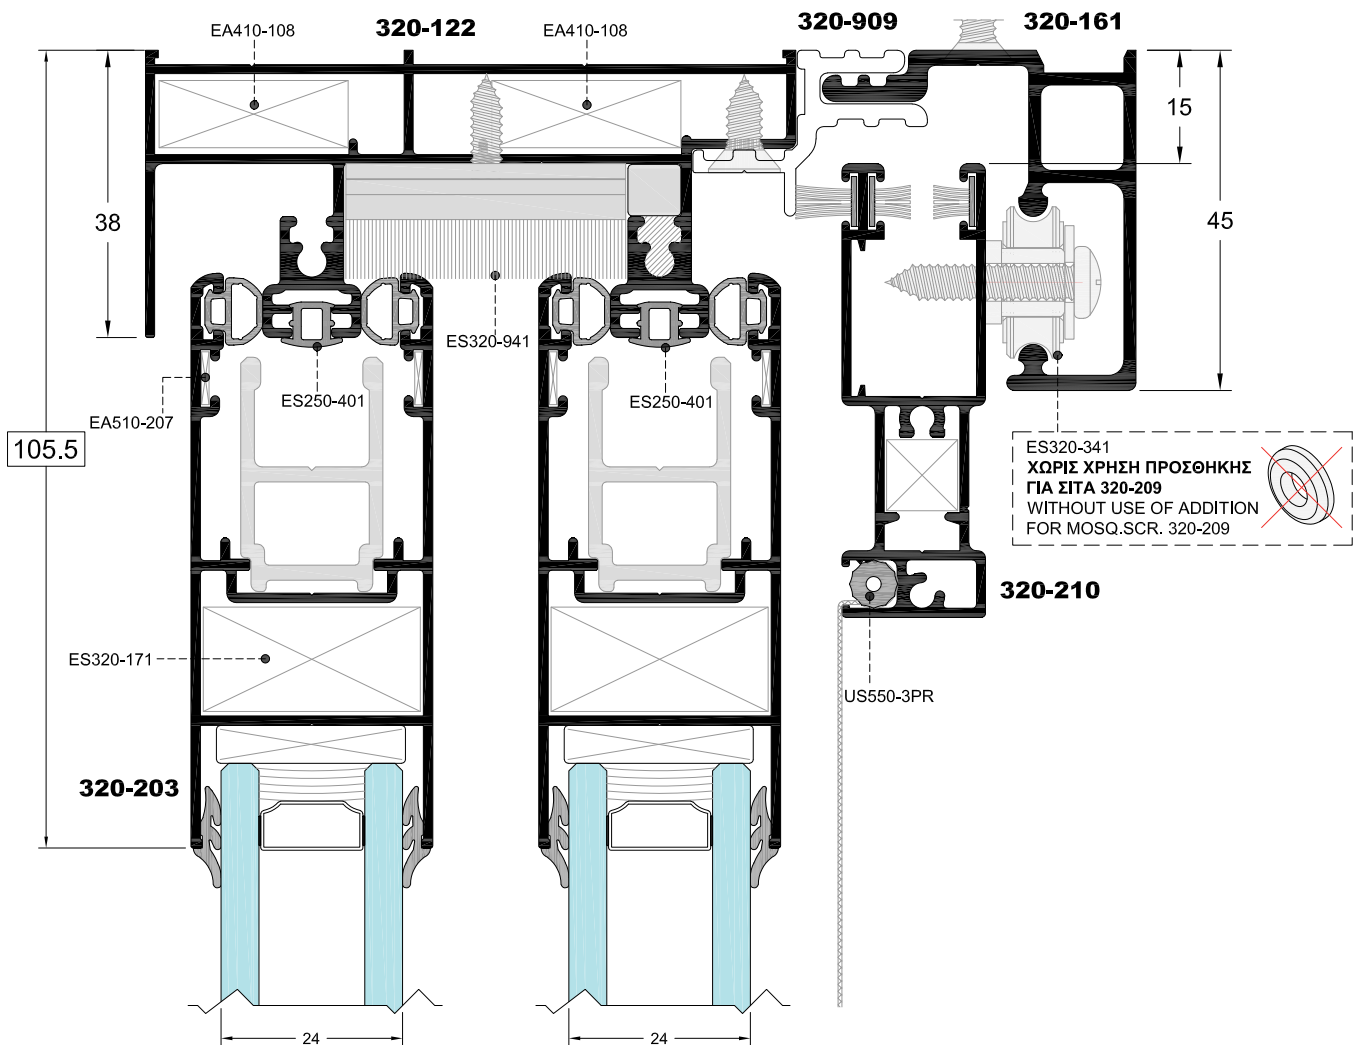 320-122
320-909
320-161
EA410-108
EA410-108
15
38
45
ES320-941
ES250-401
ES250-401
EA510-207
105.5
ES320-341
ΧΩΡΙΣ ΧΡΗΣΗ ΠΡΟΣΘΗΚΗΣ
ΓΙΑ ΣΙΤΑ 320-209
WITHOUT USE OF ADDITION
FOR MOSQ.SCR. 320-209
320-210
ES320-171
US550-3PR
320-203
24
24